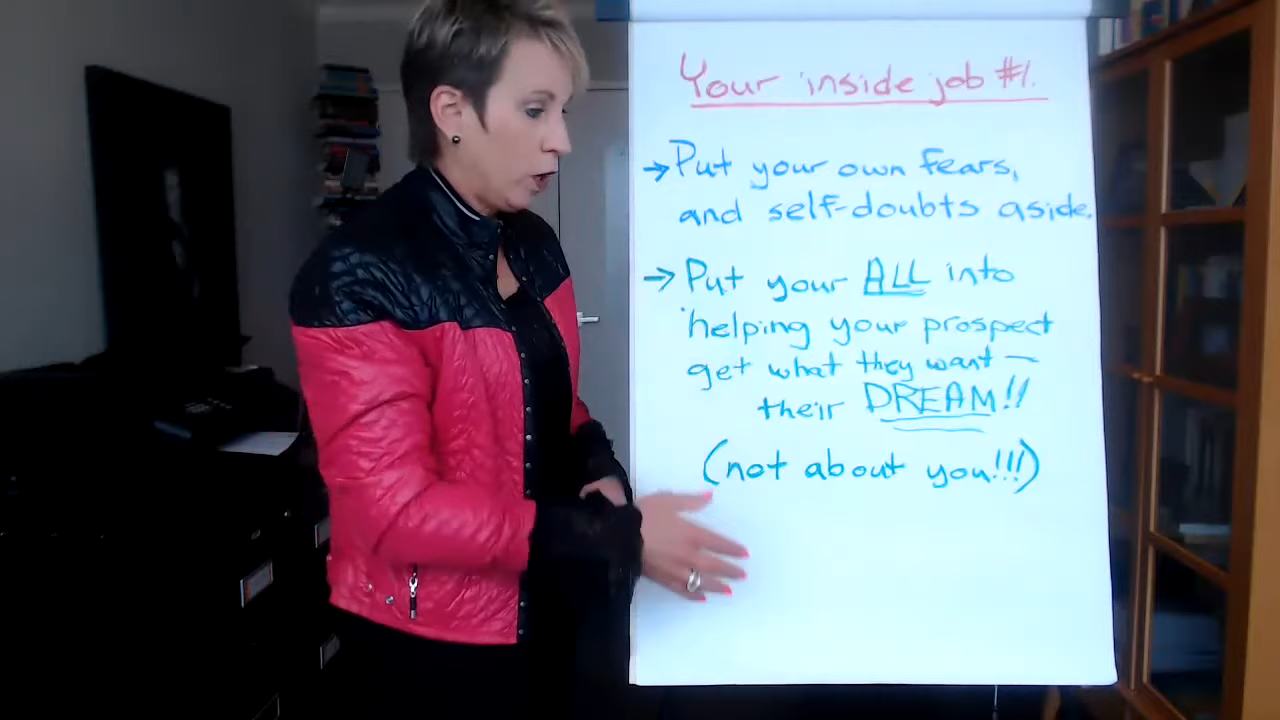 Your inside job #1.
→ Put your own fears,
and self-doubts aside.
→ Put your ALL into
helping your prospect
get what they want –
their DREAM!!
(not about you!!!)